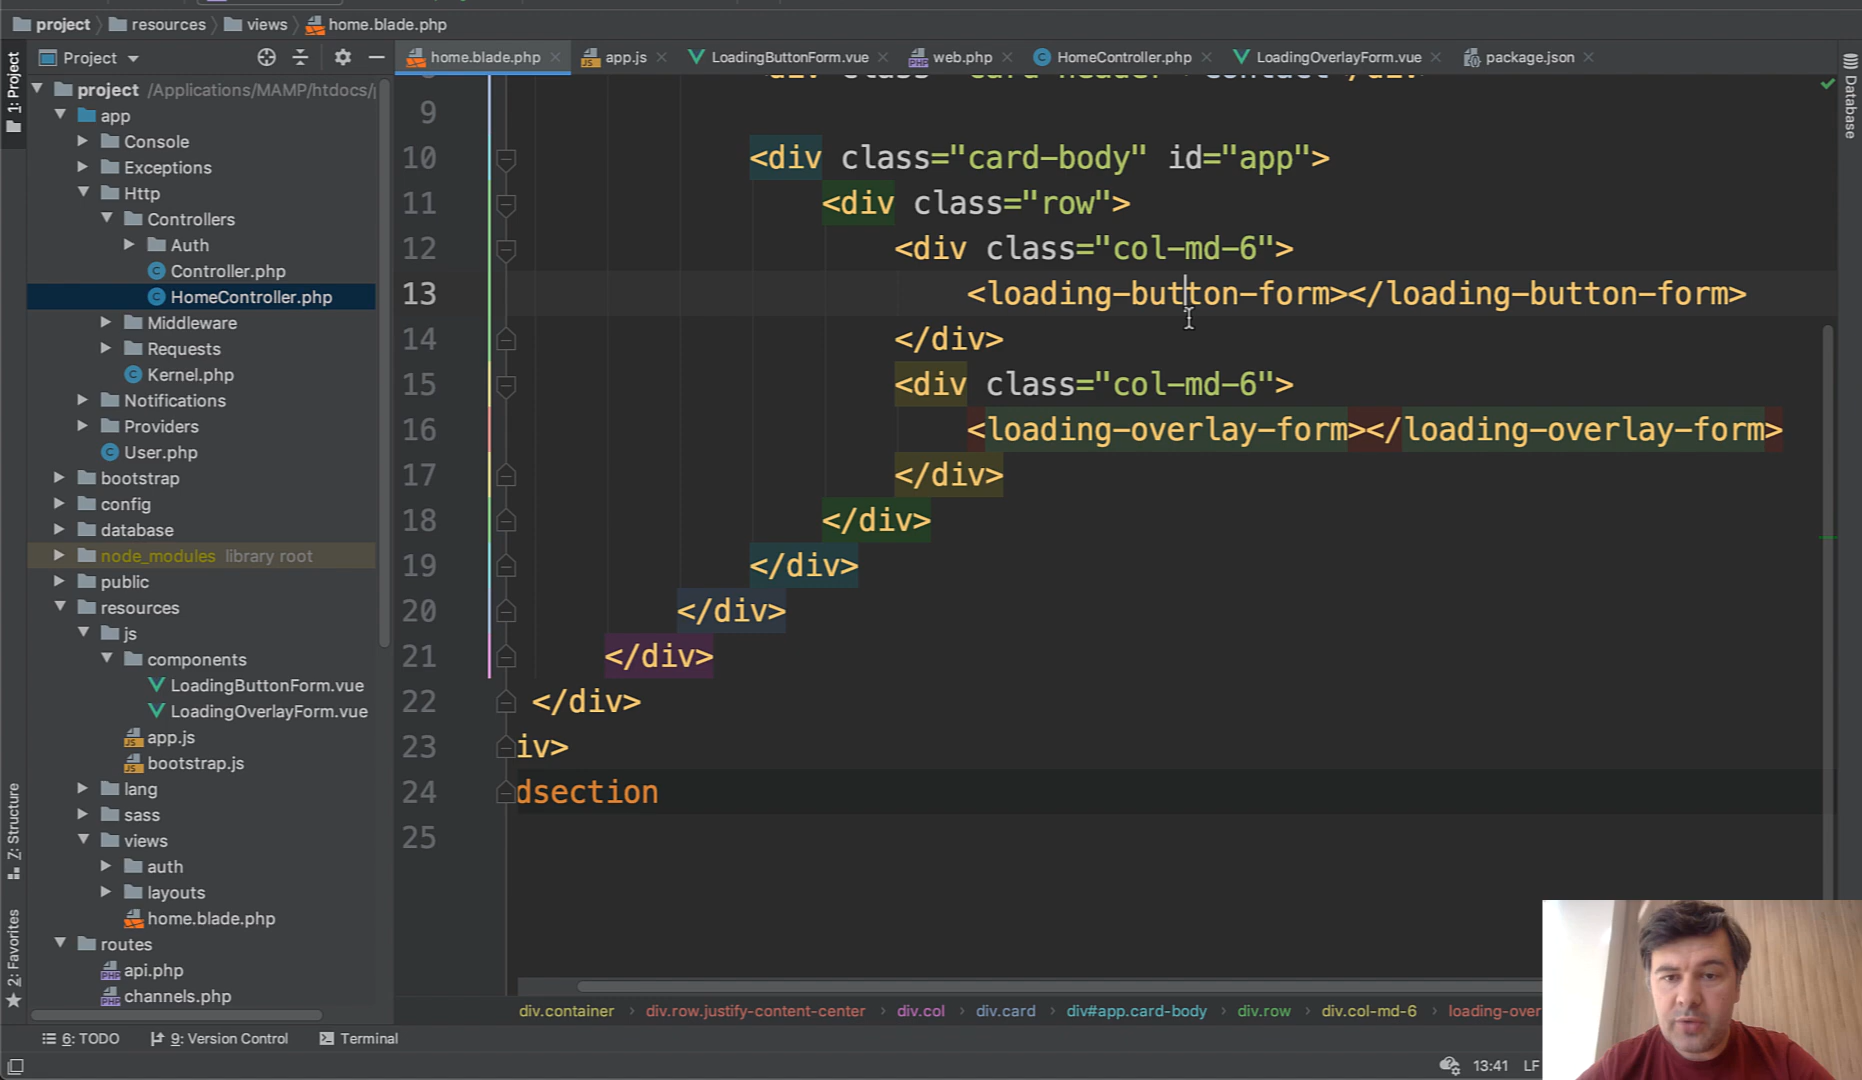 project resources views home.blade.php
Project
home.blade.php app.js LoadingButtonForm.vue web.php HomeController.php LoadingOverlayForm.vue package.json
1: Project
Database
project /Applications/MAMP/htdocs/
app
Console
Exceptions
Http
Controllers
Auth
Controller.php
HomeController.php
Middleware
Requests
Kernel.php
Notifications
Providers
User.php
bootstrap
config
database
node_modules library root
public
resources
js
components
LoadingButtonForm.vue
LoadingOverlayForm.vue
app.js
bootstrap.js
lang
sass
views
auth
layouts
home.blade.php
routes
api.php
channels.php
Z: Structure
2: Favorites
9
10 <div class="card-body" id="app">
11 <div class="row">
12 <div class="col-md-6">
13 <loading-button-form></loading-button-form>
14 </div>
15 <div class="col-md-6">
16 <loading-overlay-form></loading-overlay-form>
17 </div>
18 </div>
19 </div>
20 </div>
21 </div>
22 </div>
23 iv>
24 dsection
25
div.container div.row.justify-content-center div.col div.card div#app.card-body div.row div.col-md-6 loading-over
6: TODO 9: Version Control Terminal
13:41 LF